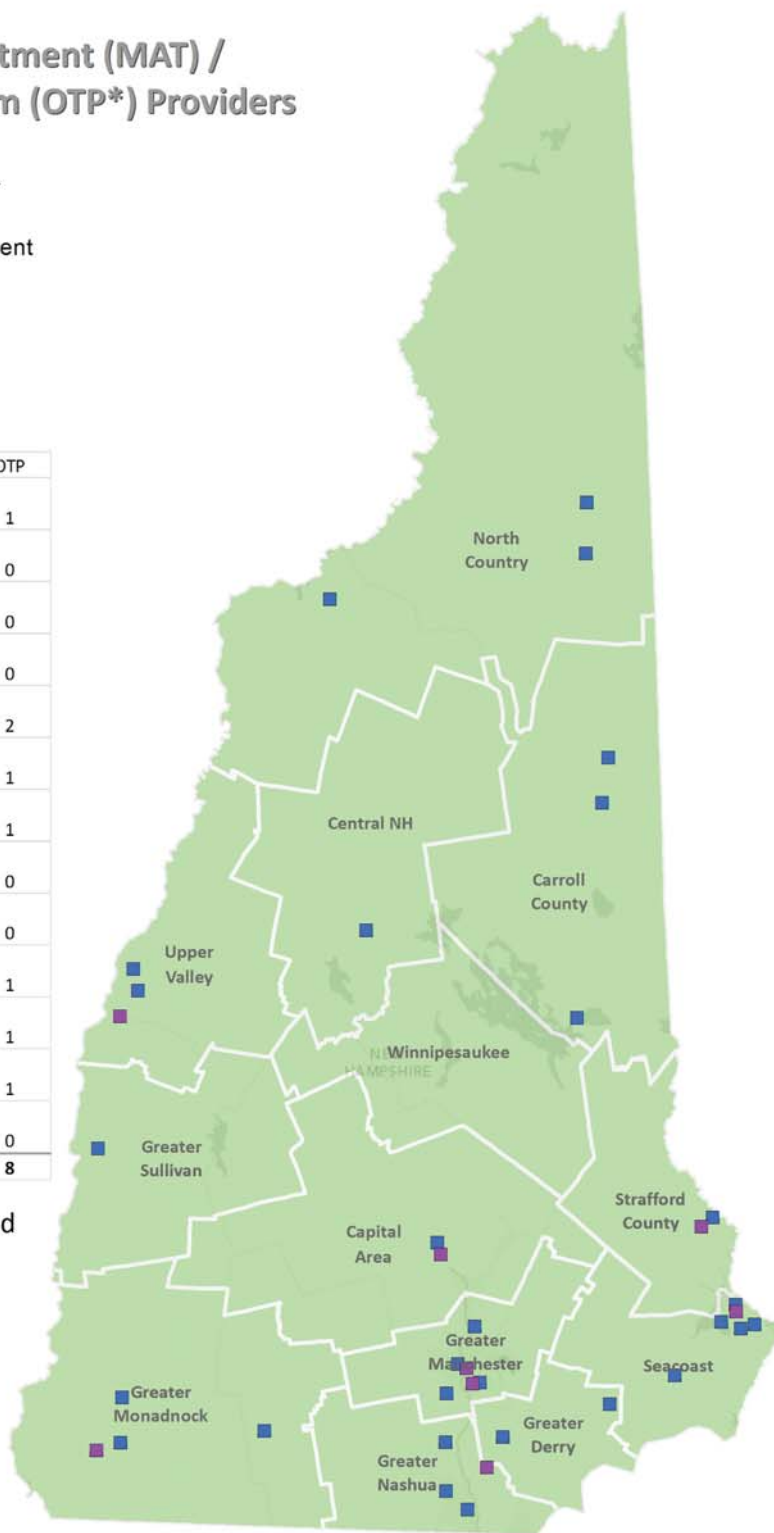 tment (MAT) /
m (OTP*) Providers
ent
OTP
1
0
0
0
2
1
1
0
0
1
1
1
0
8
d
North
Country
Central NH
Carroll
County
Upper
Valley
Winnipesaukee
HAMPSHIRE
Greater
Sullivan
Strafford
County
Capital
Area
Greater
Manchester
Seacoast
Greater
Monadnock
Greater
Derry
Greater
Nashua